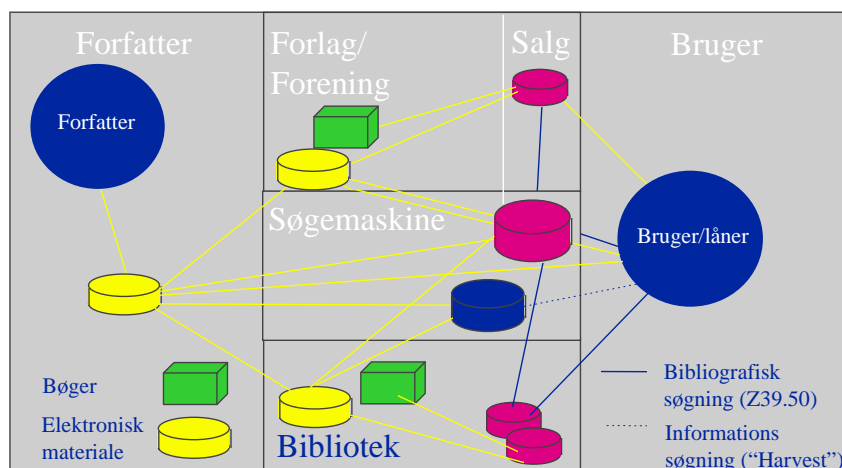 Forfatter
Forlag/
Forening
Salg
Bruger
Forfatter
Søgemaskine
Bruger/låner
Bøger
Elektronisk
materiale
Bibliotek
Bibliografisk
søgning (Z39.50)
Informations
søgning (“Harvest”)